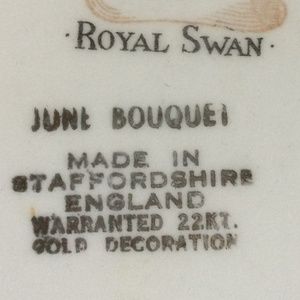 · ROYAL SWAN ·
JUNE BOUQUET
MADE IN
STAFFORDSHIRE
ENGLAND
WARRANTED 22KT.
GOLD DECORATION